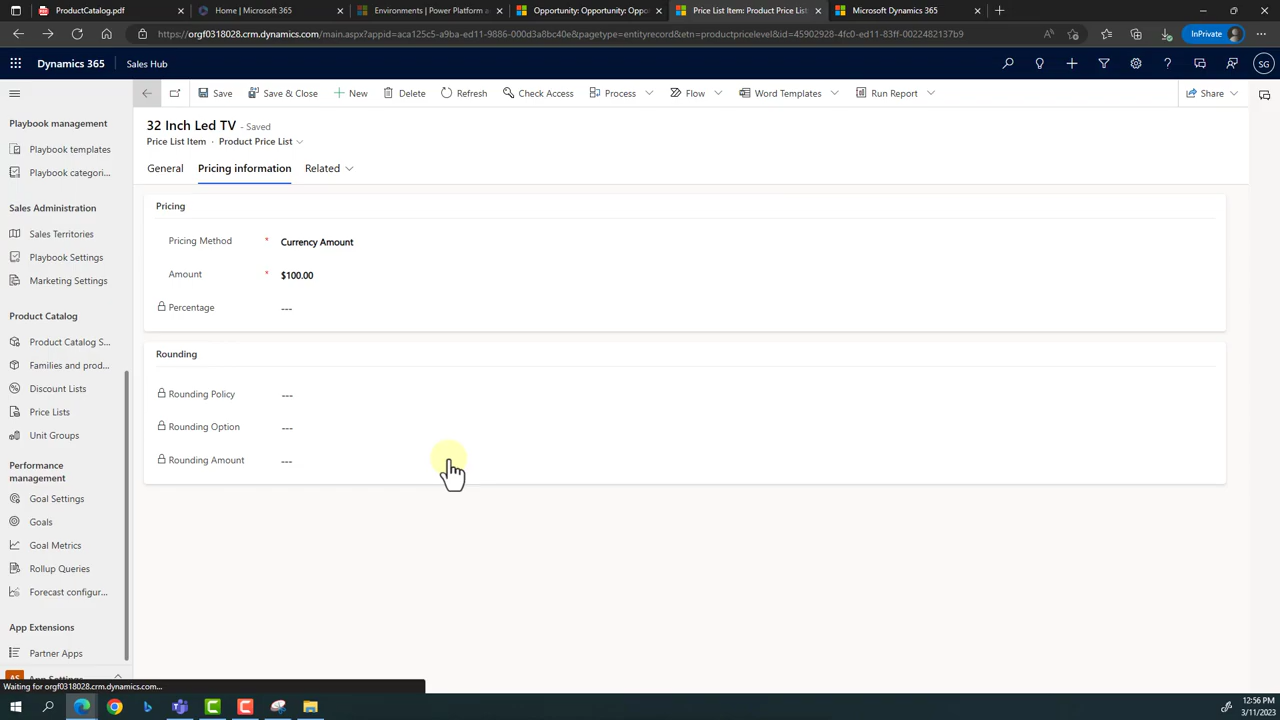 ProductCatalog.pdf
Home | Microsoft 365
Environments | Power Platform a
Opportunity: Opportunity: Oppo
Price List Item: Product Price List
Microsoft Dynamics 365
https://orgf0318028.crm.dynamics.com/main.aspx?appid=aca125c5-a9ba-ed11-9886-000d3a8bc40e&pagetype=entityrecord&etn=productpricelevel&id=45902928-4fc0-ed11-83ff-0022482137b9
InPrivate
Dynamics 365
Sales Hub
SG
Save
Save & Close
New
Delete
Refresh
Check Access
Process
Flow
Word Templates
Run Report
Share
32 Inch Led TV - Saved
Price List Item · Product Price List
General
Pricing information
Related
Playbook management
Playbook templates
Playbook categori...
Sales Administration
Sales Territories
Playbook Settings
Marketing Settings
Product Catalog
Product Catalog S...
Families and prod...
Discount Lists
Price Lists
Unit Groups
Performance
management
Goal Settings
Goals
Goal Metrics
Rollup Queries
Forecast configur...
App Extensions
Partner Apps
AS App Settings
Pricing
Pricing Method * Currency Amount
Amount * $100.00
Percentage ---
Rounding
Rounding Policy ---
Rounding Option ---
Rounding Amount ---
Waiting for orgf0318028.crm.dynamics.com...
12:56 PM
3/11/2023